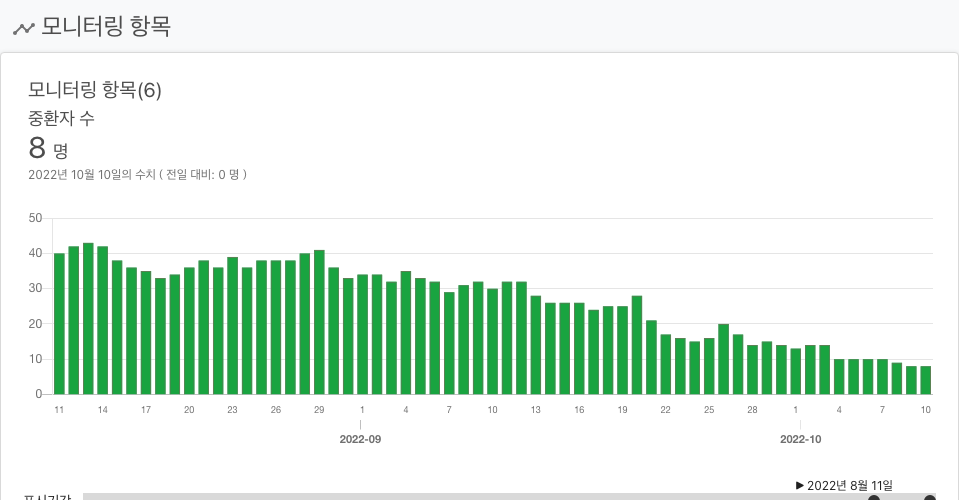 모니터링 항목
모니터링 항목(6)
중환자 수
8 명
2022년 10월 10일의 수치 ( 전일 대비: 0 명 )
50
40
30
20
10
0
11 14 17 20 23 26 29 1 4 7 10 13 16 19 22 25 28 1 4 7 10
2022-09 2022-10
▶ 2022년 8월 11일
표시기간